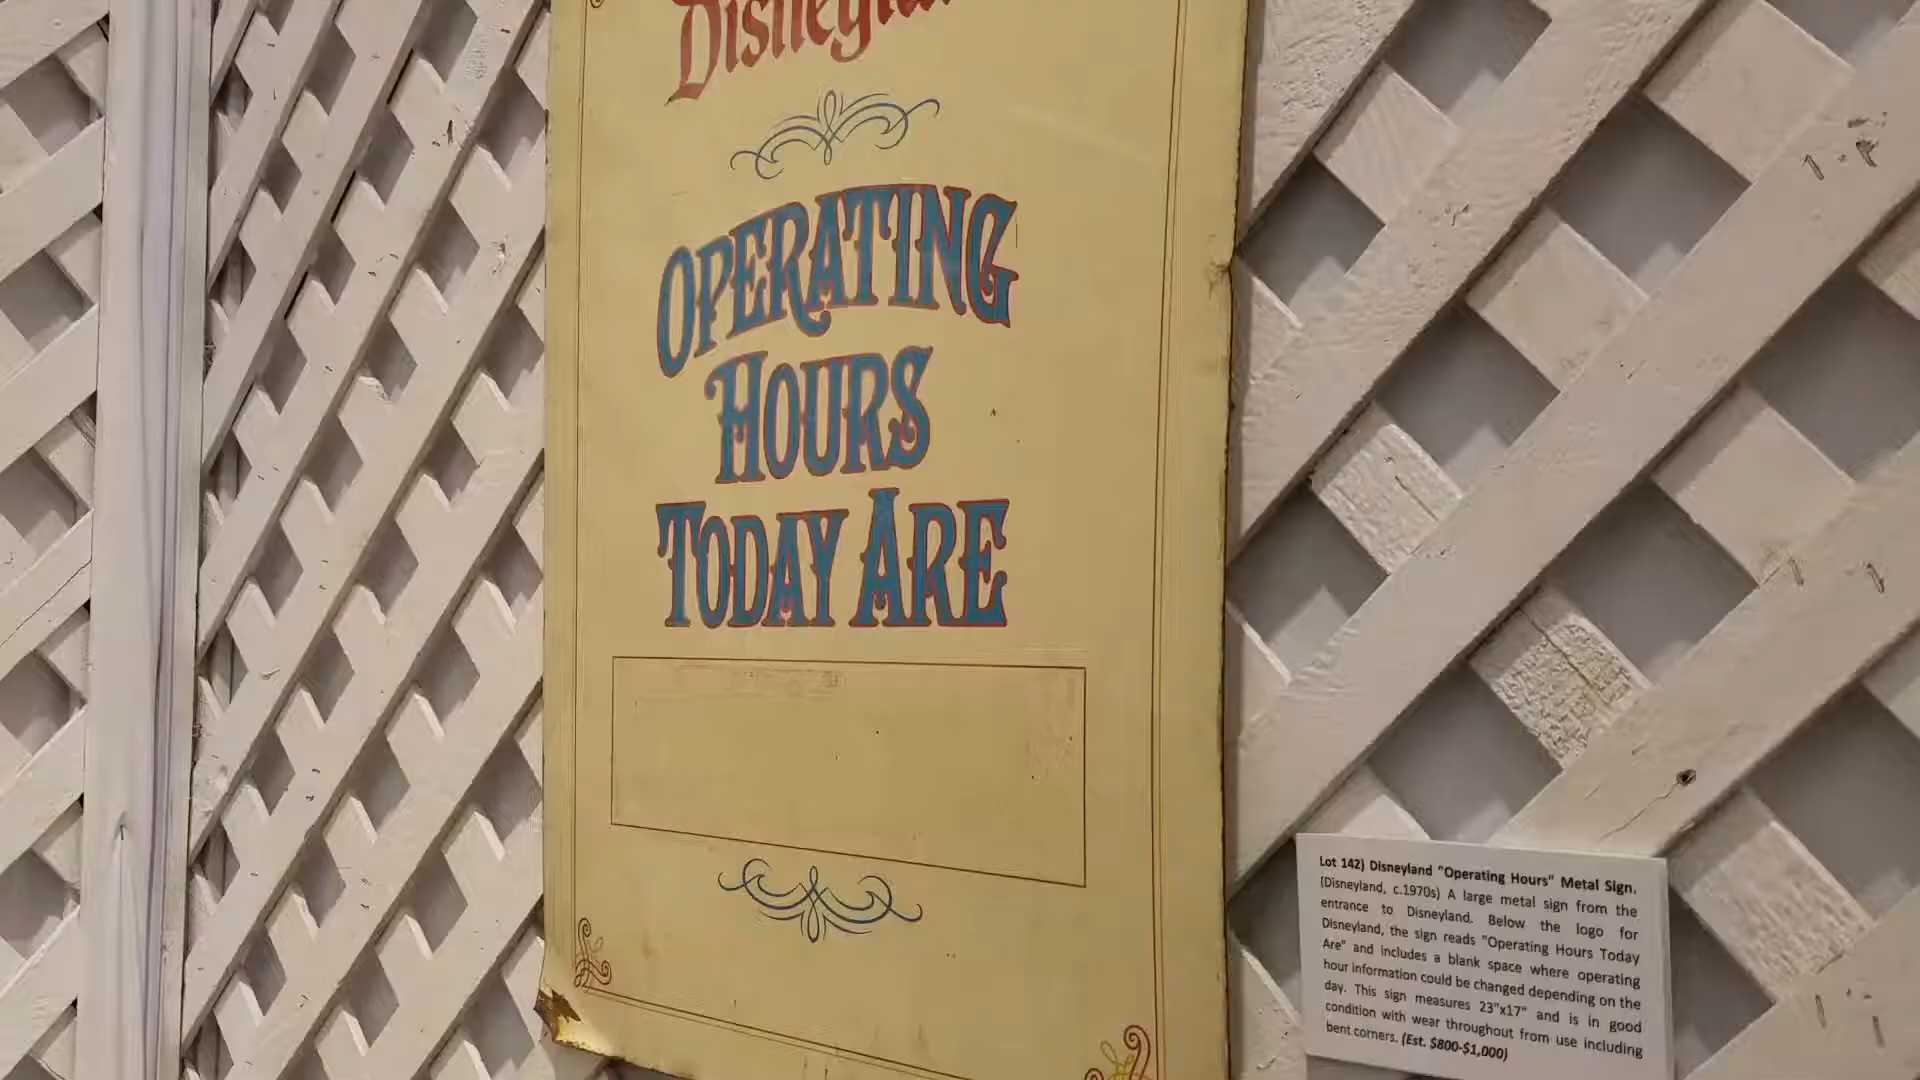 Disneyland
OPERATING
HOURS
TODAY ARE
Lot 142) Disneyland "Operating Hours" Metal Sign.
(Disneyland, c.1970s) A large metal sign from the
entrance to Disneyland. Below the logo for
Disneyland, the sign reads "Operating Hours Today
Are" and includes a blank space where operating
hour information could be changed depending on the
day. This sign measures 23"x17" and is in good
condition with wear throughout from use including
bent corners. (Est. $800-$1,000)